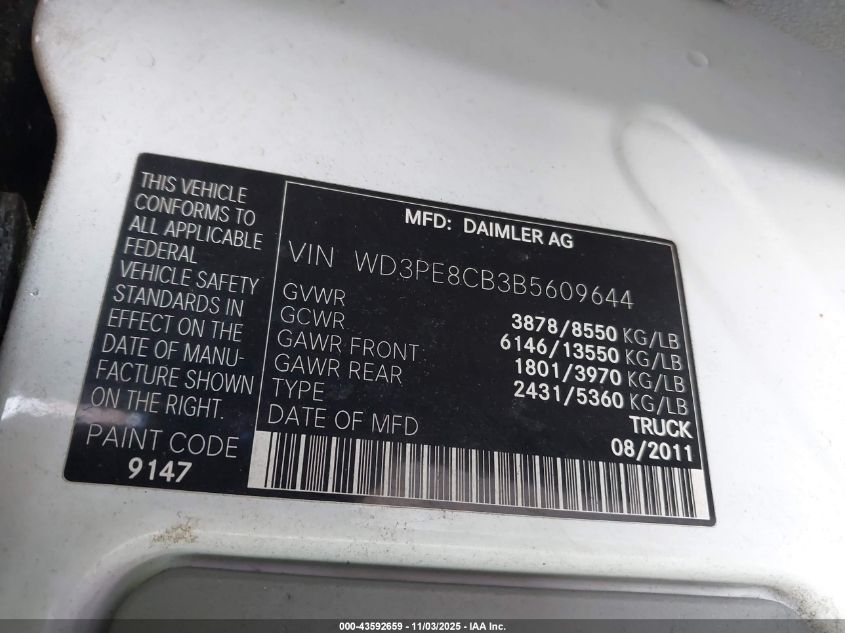 THIS VEHICLE
CONFORMS TO
ALL APPLICABLE
FEDERAL
VEHICLE SAFETY
STANDARDS IN
EFFECT ON THE
DATE OF MANU-
FACTURE SHOWN
ON THE RIGHT.
PAINT CODE
9147
MFD: DAIMLER AG
VIN WD3PE8CB3B5609644
GVWR 3878/8550 KG/LB
GCWR 6146/13550 KG/LB
GAWR FRONT 1801/3970 KG/LB
GAWR REAR 2431/5360 KG/LB
TYPE TRUCK
DATE OF MFD 08/2011
000-43592659 - 11/03/2025 - IAA Inc.